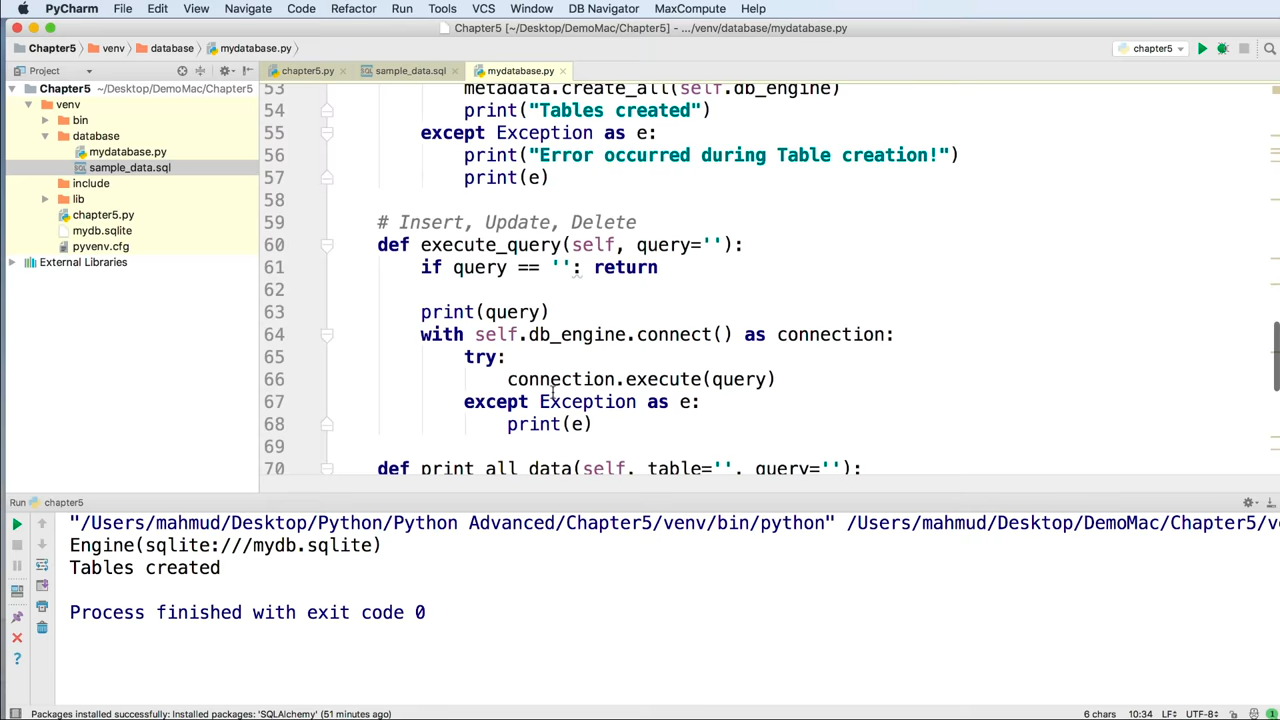 PyCharm File Edit View Navigate Code Refactor Run Tools VCS Window DB Navigator MaxCompute Help
Chapter5 [~/Desktop/DemoMac/Chapter5] - .../venv/database/mydatabase.py
Chapter5 venv database mydatabase.py chapter5
Project chapter5.py sample_data.sql mydatabase.py
Chapter5 ~/Desktop/DemoMac/Chapter5
venv
bin
database
mydatabase.py
sample_data.sql
include
lib
chapter5.py
mydb.sqlite
pyvenv.cfg
External Libraries
53 metadata.create_all(self.db_engine)
54 print("Tables created")
55 except Exception as e:
56 print("Error occurred during Table creation!")
57 print(e)
58
59 # Insert, Update, Delete
60 def execute_query(self, query=''):
61 if query == '': return
62
63 print(query)
64 with self.db_engine.connect() as connection:
65 try:
66 connection.execute(query)
67 except Exception as e:
68 print(e)
69
70 def print_all_data(self, table='', query=''):
Run chapter5
"/Users/mahmud/Desktop/Python/Python Advanced/Chapter5/venv/bin/python" /Users/mahmud/Desktop/DemoMac/Chapter5/v
Engine(sqlite:///mydb.sqlite)
Tables created
Process finished with exit code 0
Packages installed successfully: Installed packages: 'SQLAlchemy' (51 minutes ago) 6 chars 10:34 LF÷ UTF-8÷ 1